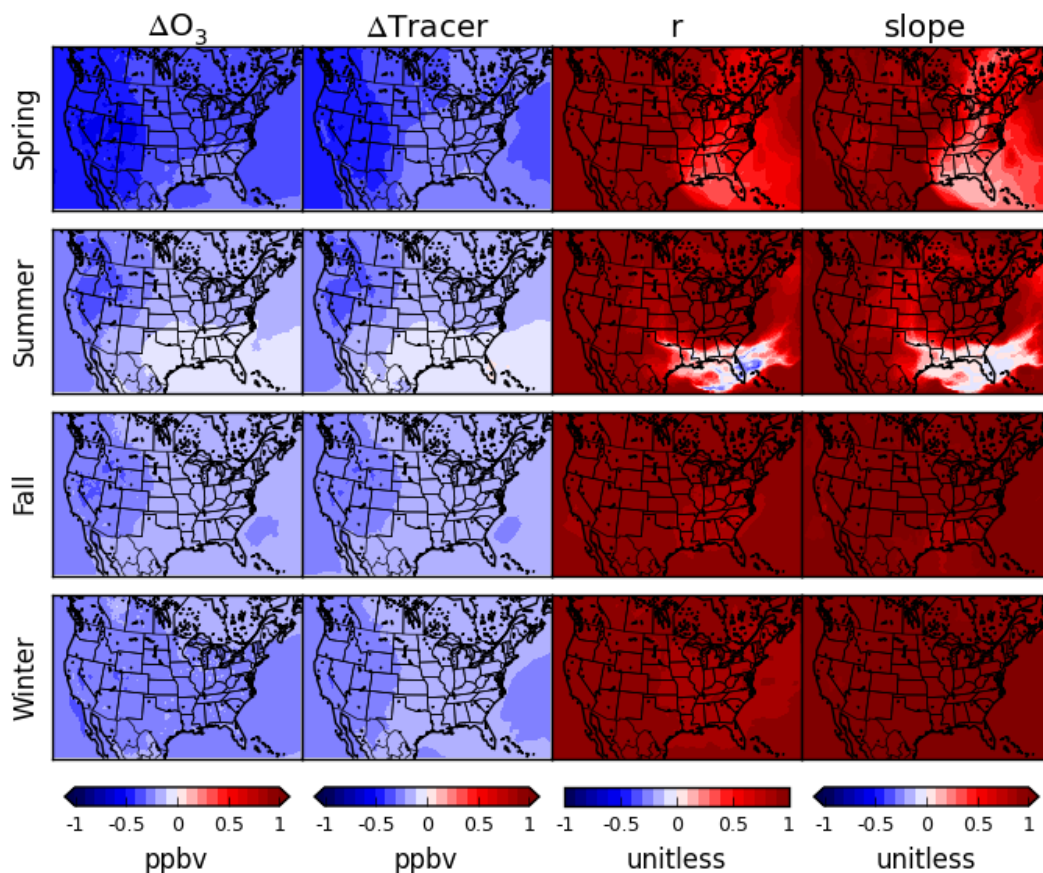 ΔO₃ ΔTracer r slope
Spring
Summer
Fall
Winter
-1 -0.5 0 0.5 1 -1 -0.5 0 0.5 1 -1 -0.5 0 0.5 1 -1 -0.5 0 0.5 1
ppbv ppbv unitless unitless